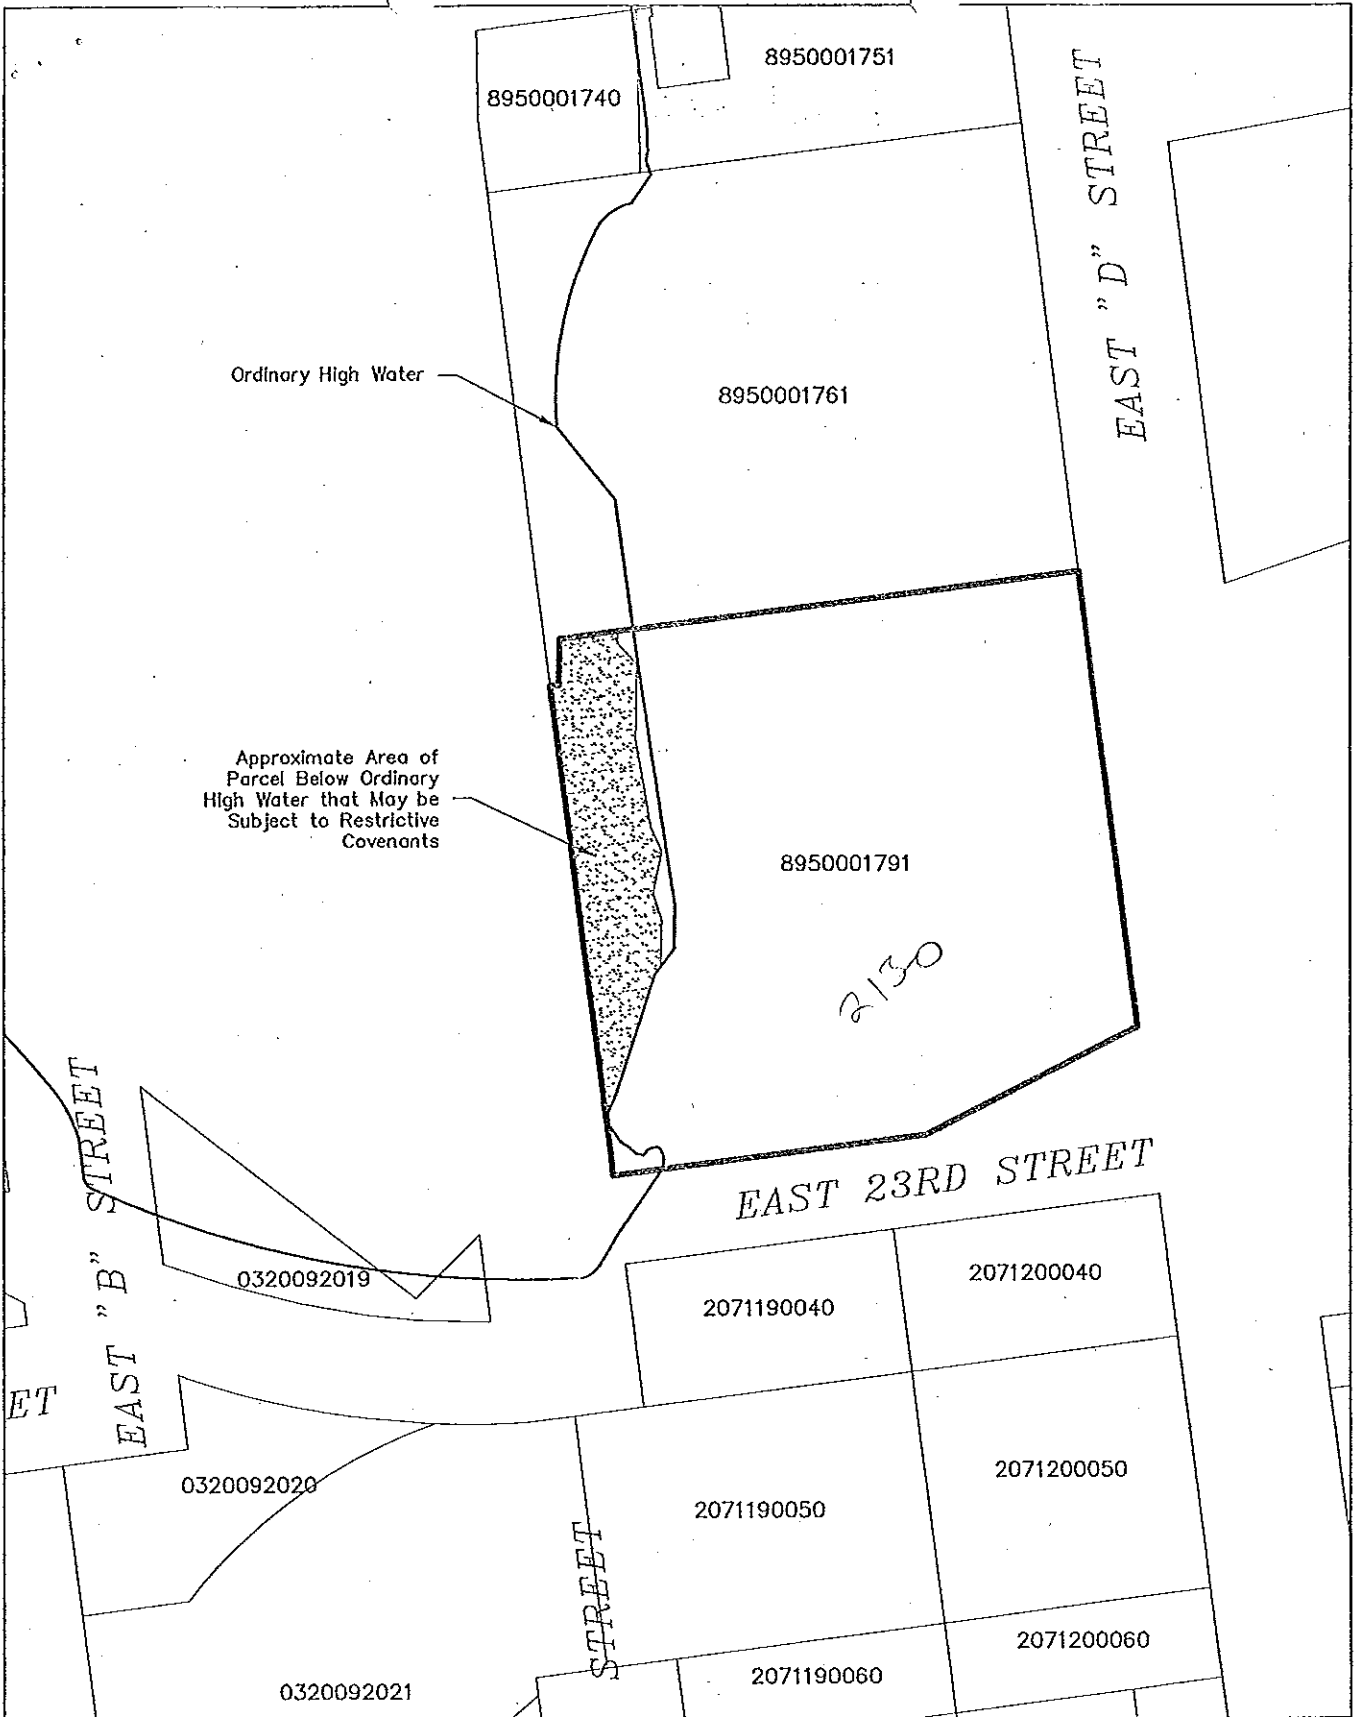 8950001751
8950001740
EAST "D" STREET
Ordinary High Water
8950001761
Approximate Area of
Parcel Below Ordinary
High Water that May be
Subject to Restrictive
Covenants
8950001791
2130
EAST "B" STREET
EAST 23RD STREET
0320092019
2071190040
2071200040
ET
0320092020
2071190050
2071200050
STREET
2071200060
2071190060
0320092021